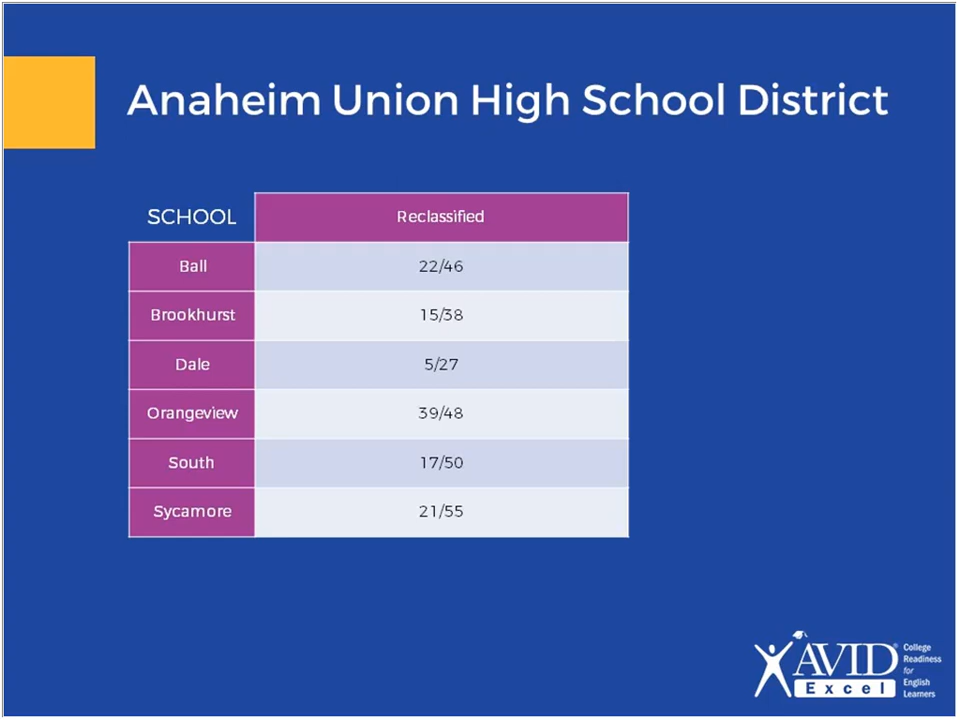 Anaheim Union High School District
SCHOOL Reclassified
Ball 22/46
Brookhurst 15/38
Dale 5/27
Orangeview 39/48
South 17/50
Sycamore 21/55
AVID®
Excel
College
Readiness
for
English
Learners